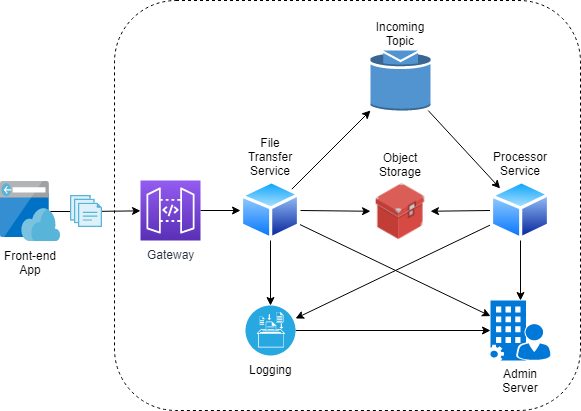 Incoming
Topic
File
Transfer
Service
Object
Storage
Processor
Service
Front-end
App
Gateway
Logging
Admin
Server